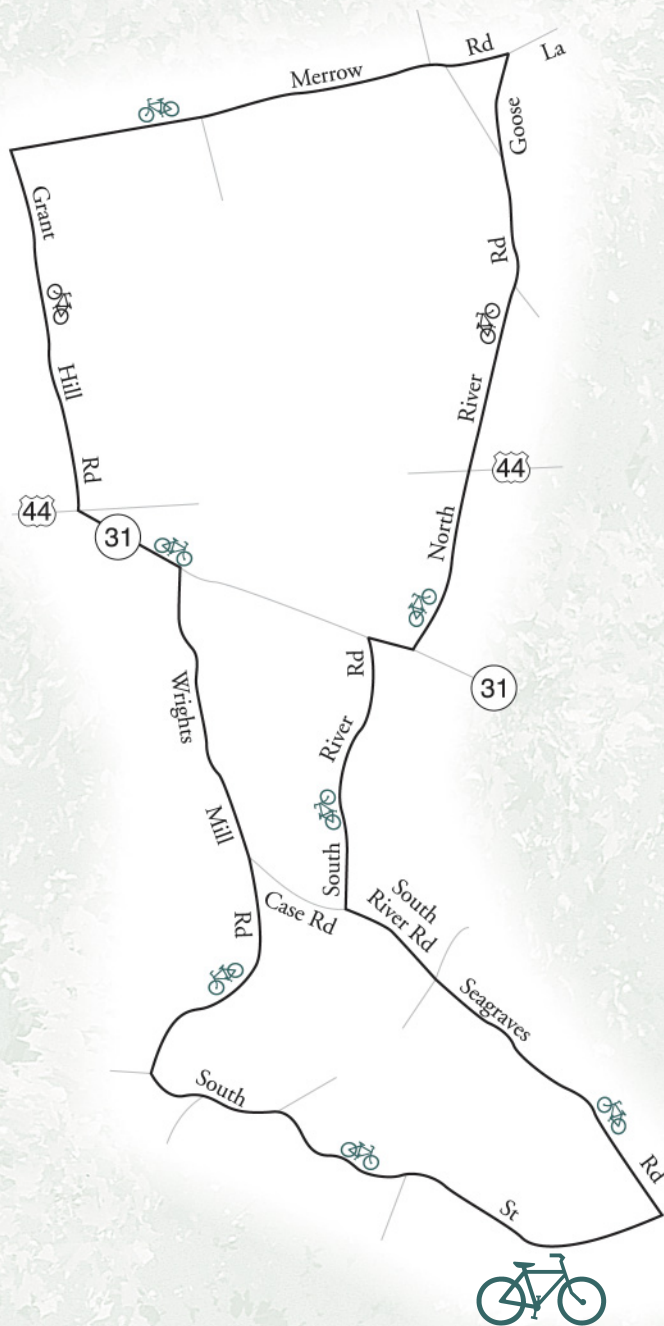 Merrow Rd
Goose La
Grant Hill Rd
North River Rd
44
44
31
31
Wrights Mill Rd
South River Rd
Case Rd
South
River Rd
Seagraves Rd
South St